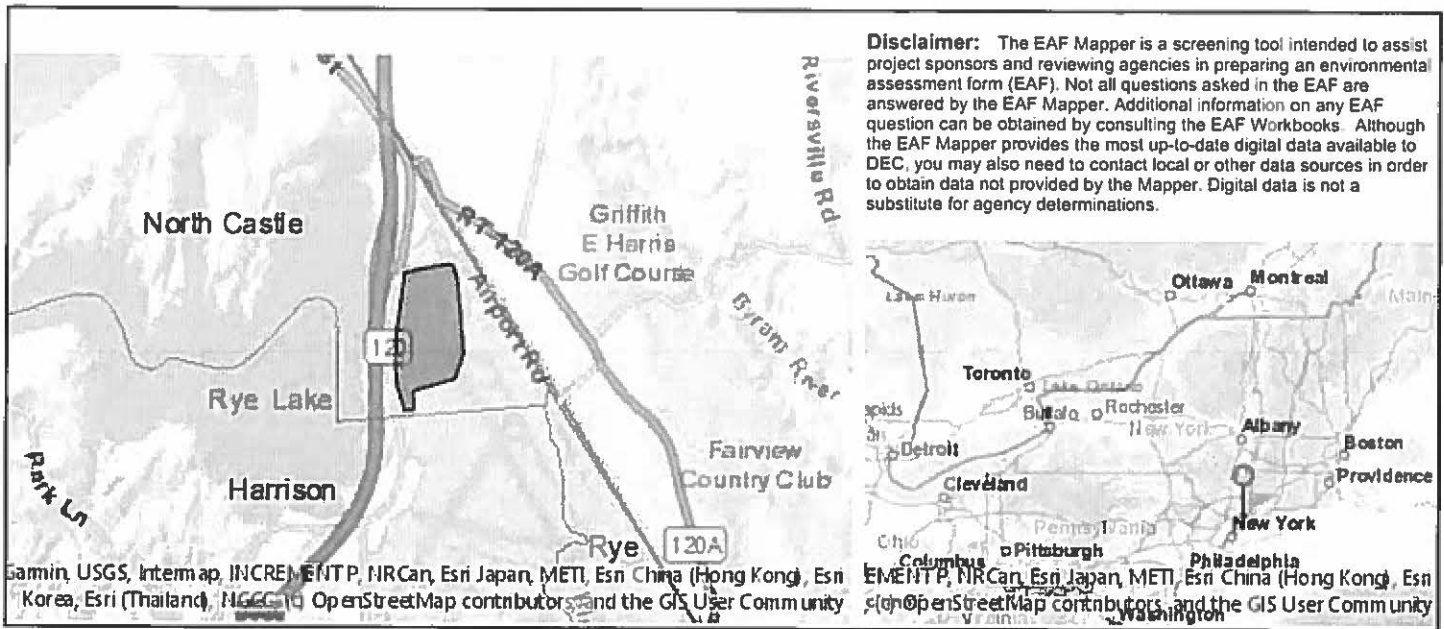 Disclaimer: The EAF Mapper is a screening tool intended to assist
project sponsors and reviewing agencies in preparing an environmental
assessment form (EAF). Not all questions asked in the EAF are
answered by the EAF Mapper. Additional information on any EAF
question can be obtained by consulting the EAF Workbooks. Although
the EAF Mapper provides the most up-to-date digital data available to
DEC, you may also need to contact local or other data sources in order
to obtain data not provided by the Mapper. Digital data is not a
substitute for agency determinations.
Riversville Rd
North Castle
RT-120A
Griffith
E Harris
Golf Course
Airport Rd
Byram River
120
Rye Lake
Park Ln
Harrison
Fairview
Country Club
Rye
120A
Garmin, USGS, Intermap, INCREMENT P, NRCan, Esri Japan, METI, Esri China (Hong Kong), Esri
Korea, Esri (Thailand), NGCC, OpenStreetMap contributors, and the GIS User Community
Lake Huron
Ottawa
Montreal
Toronto
Lake Ontario
Buffalo
Rochester
New York
Albany
Boston
Detroit
Providence
Cleveland
Pennsylvania
New York
Ohio
Columbus
Pittsburgh
Philadelphia
EMENT P, NRCan, Esri Japan, METI, Esri China (Hong Kong), Esri
OpenStreetMap contributors, and the GIS User Community
Washington